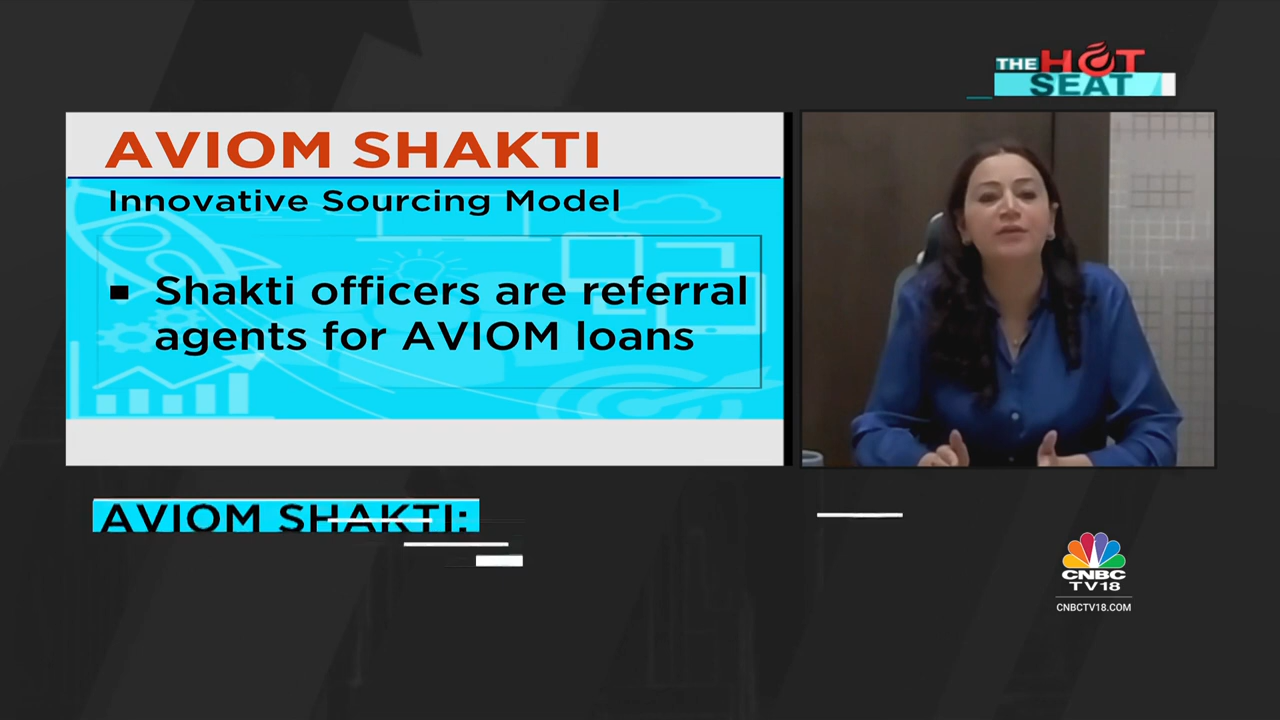 THE HOT
SEAT
AVIOM SHAKTI
Innovative Sourcing Model
▪ Shakti officers are referral
agents for AVIOM loans
AVIOM SHAKTI:
CNBC
TV18
CNBCTV18.COM